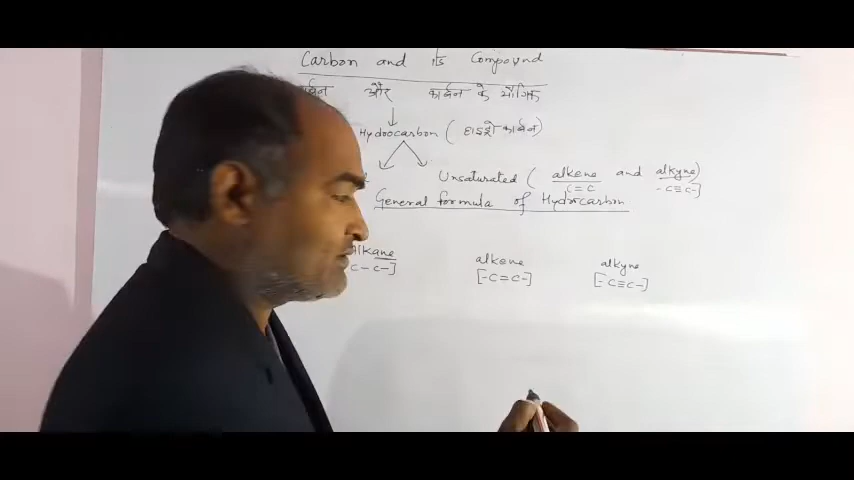 Carbon and its Compound
कार्बन और कार्बन के यौगिक
Hydrocarbon ( हाइड्रो कार्बन )
Unsaturated ( alkene and alkyne)
C=C -C≡C-]
General formula of Hydrocarbon
alkane alkene alkyne
C-C-] [-C=C-] [-C≡C-]